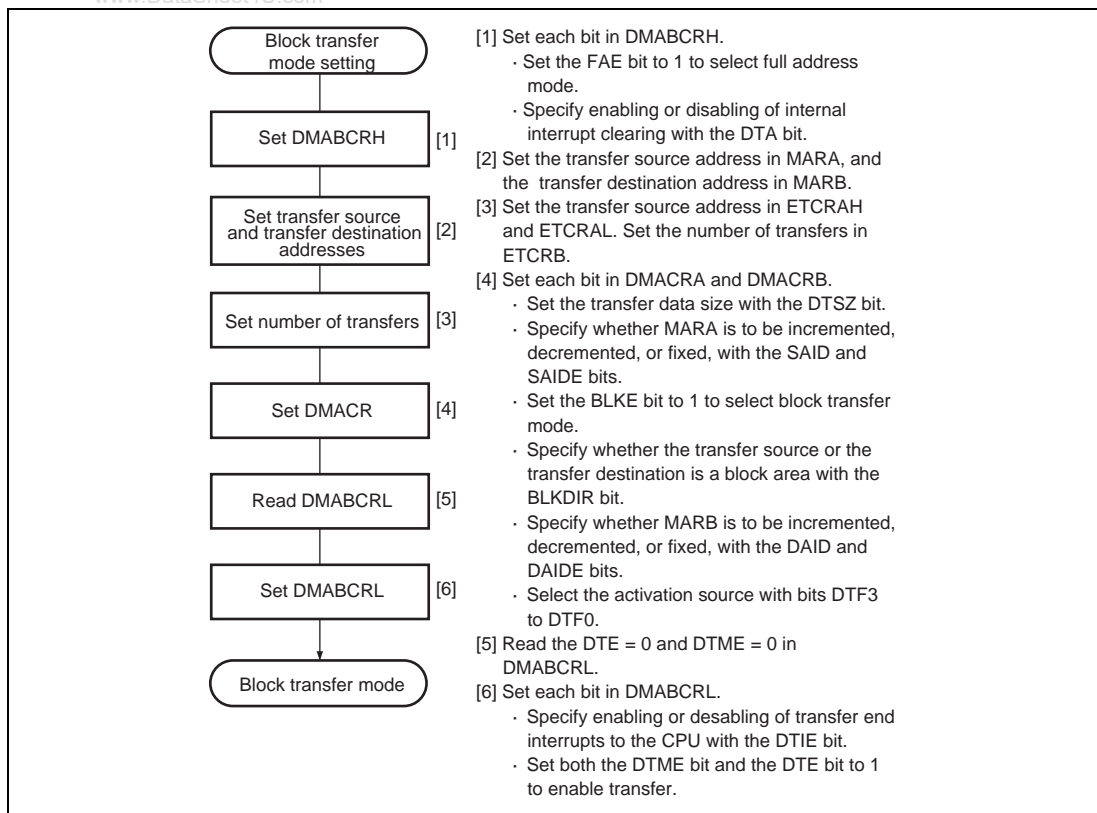 Block transfer
mode setting
Set DMABCRH
[1]
Set transfer source
and transfer destination
addresses
[2]
Set number of transfers
[3]
Set DMACR
[4]
Read DMABCRL
[5]
Set DMABCRL
[6]
Block transfer mode
[1] Set each bit in DMABCRH.
· Set the FAE bit to 1 to select full address
mode.
· Specify enabling or disabling of internal
interrupt clearing with the DTA bit.
[2] Set the transfer source address in MARA, and
the transfer destination address in MARB.
[3] Set the transfer source address in ETCRAH
and ETCRAL. Set the number of transfers in
ETCRB.
[4] Set each bit in DMACRA and DMACRB.
· Set the transfer data size with the DTSZ bit.
· Specify whether MARA is to be incremented,
decremented, or fixed, with the SAID and
SAIDE bits.
· Set the BLKE bit to 1 to select block transfer
mode.
· Specify whether the transfer source or the
transfer destination is a block area with the
BLKDIR bit.
· Specify whether MARB is to be incremented,
decremented, or fixed, with the DAID and
DAIDE bits.
· Select the activation source with bits DTF3
to DTF0.
[5] Read the DTE = 0 and DTME = 0 in
DMABCRL.
[6] Set each bit in DMABCRL.
· Specify enabling or desabling of transfer end
interrupts to the CPU with the DTIE bit.
· Set both the DTME bit and the DTE bit to 1
to enable transfer.